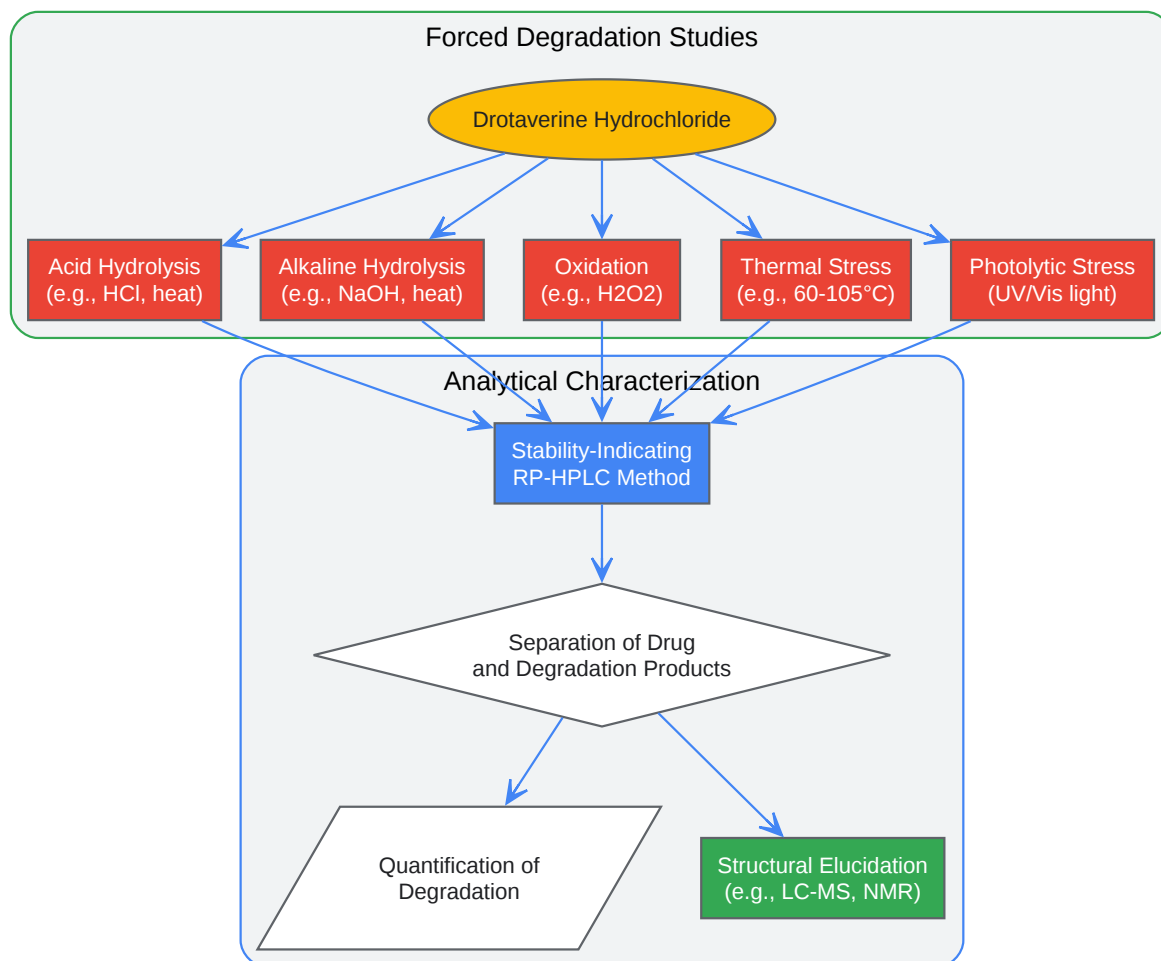 Forced Degradation Studies
Drotaverine Hydrochloride
Acid Hydrolysis
(e.g., HCl, heat)
Alkaline Hydrolysis
(e.g., NaOH, heat)
Oxidation
(e.g., H2O2)
Thermal Stress
(e.g., 60-105°C)
Photolytic Stress
(UV/Vis light)
Analytical Characterization
Stability-Indicating
RP-HPLC Method
Separation of Drug
and Degradation Products
Quantification of
Degradation
Structural Elucidation
(e.g., LC-MS, NMR)